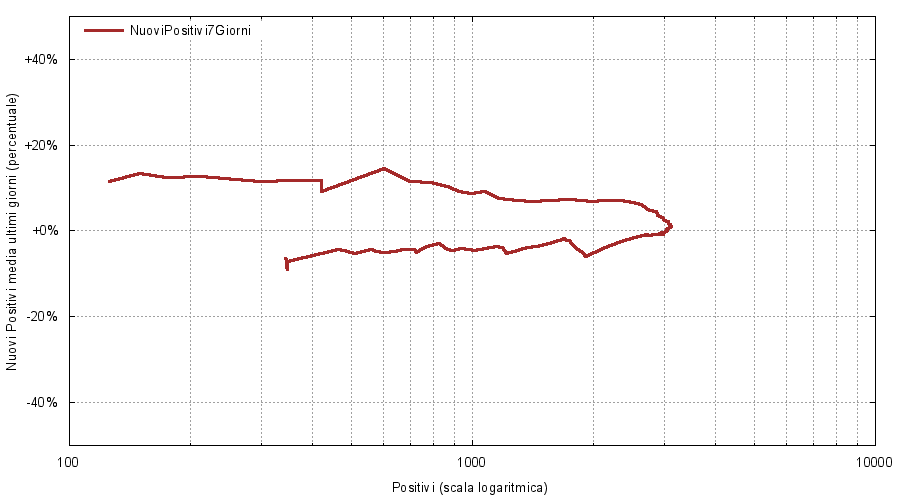 NuoviPositivi7Giorni
+40%
+20%
+0%
-20%
-40%
Nuovi Positivi media ultimi giorni (percentuale)
100 1000 10000
Positivi (scala logaritmica)